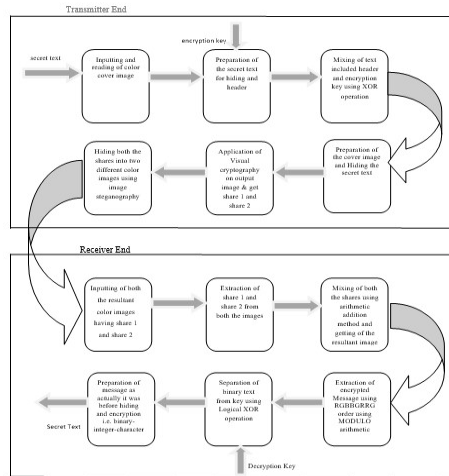 Transmitter End
encryption key
secret text
Inputting and
reading of color
cover image
Preparation of
the secret text
for hiding and
header
Mixing of text
included header
and encryption
key using XOR
operation
Preparation of
the cover image
and Hiding the
secret text
Application of
Visual
cryptography
on output
image & get
share 1 and
share 2
Hiding both the
shares into two
different color
images using
image
steganography
Receiver End
Inputting of both
the resultant
color images
having share 1
and share 2
Extraction of
share 1 and
share 2 from
both the images
Mixing of both
the shares using
arithmetic
addition
method and
getting of the
resultant image
Extraction of
encrypted
Message using
RGBBGRRG
order using
MODULO
arithmetic
Separation of
binary text
from key using
Logical XOR
operation
Preparation of
message as
actually it was
before hiding
and encryption
i.e. binary-
integer-character
Secret Text
Decryption Key